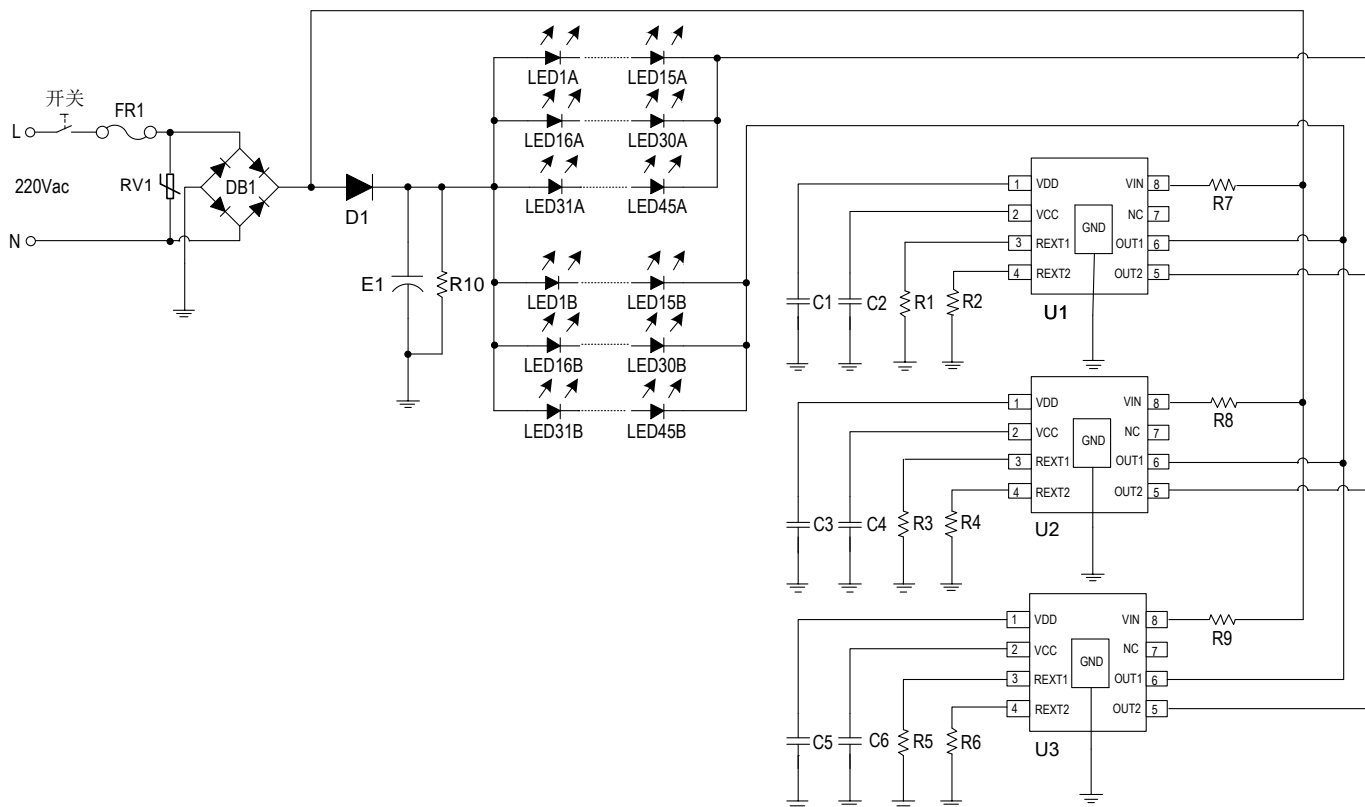 LED1A LED15A
开关
FR1
L
LED16A LED30A
220Vac
RV1
DB1
D1
LED31A LED45A
N
E1
R10
LED1B LED15B
LED16B LED30B
LED31B LED45B
1 VDD VIN 8
R7
2 VCC NC 7
GND
3 REXT1 OUT1 6
4 REXT2 OUT2 5
C1 C2 R1 R2
U1
1 VDD VIN 8
R8
2 VCC NC 7
GND
3 REXT1 OUT1 6
4 REXT2 OUT2 5
C3 C4 R3 R4
U2
1 VDD VIN 8
R9
2 VCC NC 7
GND
3 REXT1 OUT1 6
4 REXT2 OUT2 5
C5 C6 R5 R6
U3